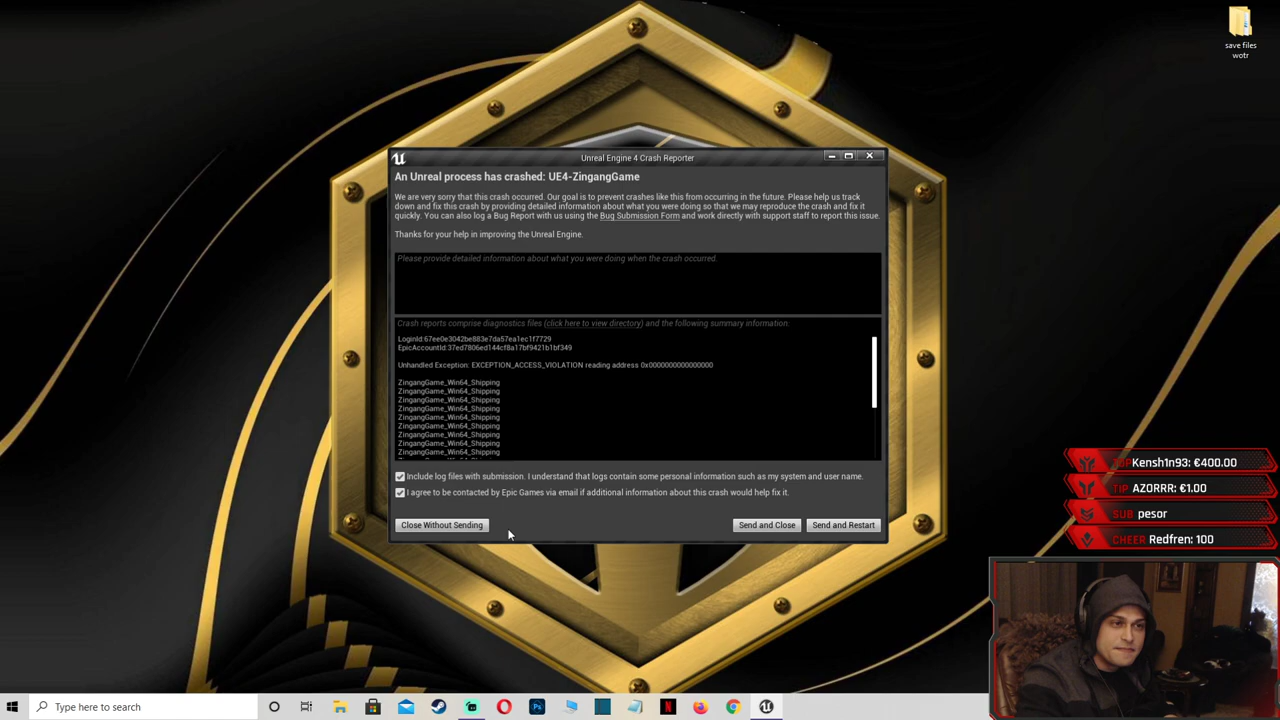 save files
wotr
Unreal Engine 4 Crash Reporter
An Unreal process has crashed: UE4-ZingangGame
We are very sorry that this crash occurred. Our goal is to prevent crashes like this from occurring in the future. Please help us track
down and fix this crash by providing detailed information about what you were doing so that we may reproduce the crash and fix it
quickly. You can also log a Bug Report with us using the Bug Submission Form and work directly with support staff to report this issue.
Thanks for your help in improving the Unreal Engine.
Please provide detailed information about what you were doing when the crash occurred.
Crash reports comprise diagnostics files (click here to view directory) and the following summary information:
LoginId:67ee0e3042be883e7da57ea1ec1f7729
EpicAccountId:37ed7806ed144cf8a17bf9421b1bf349
Unhandled Exception: EXCEPTION_ACCESS_VIOLATION reading address 0x0000000000000000
ZingangGame_Win64_Shipping
ZingangGame_Win64_Shipping
ZingangGame_Win64_Shipping
ZingangGame_Win64_Shipping
ZingangGame_Win64_Shipping
ZingangGame_Win64_Shipping
ZingangGame_Win64_Shipping
ZingangGame_Win64_Shipping
ZingangGame_Win64_Shipping
Include log files with submission. I understand that logs contain some personal information such as my system and user name.
I agree to be contacted by Epic Games via email if additional information about this crash would help fix it.
Close Without Sending
Send and Close
Send and Restart
Kensh1n93: €400.00
TIP AZORRR: €1.00
SUB pesor
CHEER Redfren: 100
Type here to search